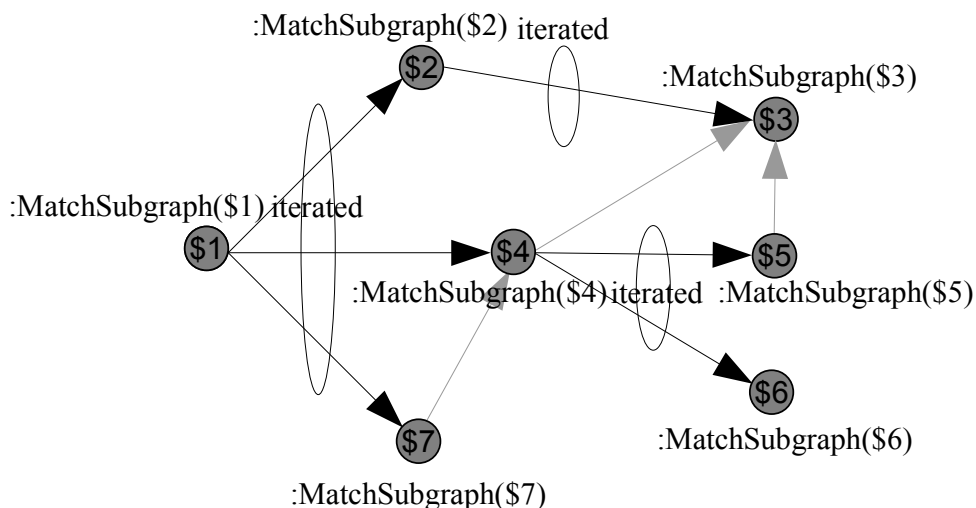 :MatchSubgraph($2) iterated
$2
:MatchSubgraph($3)
$3
:MatchSubgraph($1) iterated
$1
$4
$5
:MatchSubgraph($4) iterated
:MatchSubgraph($5)
$6
:MatchSubgraph($6)
$7
:MatchSubgraph($7)